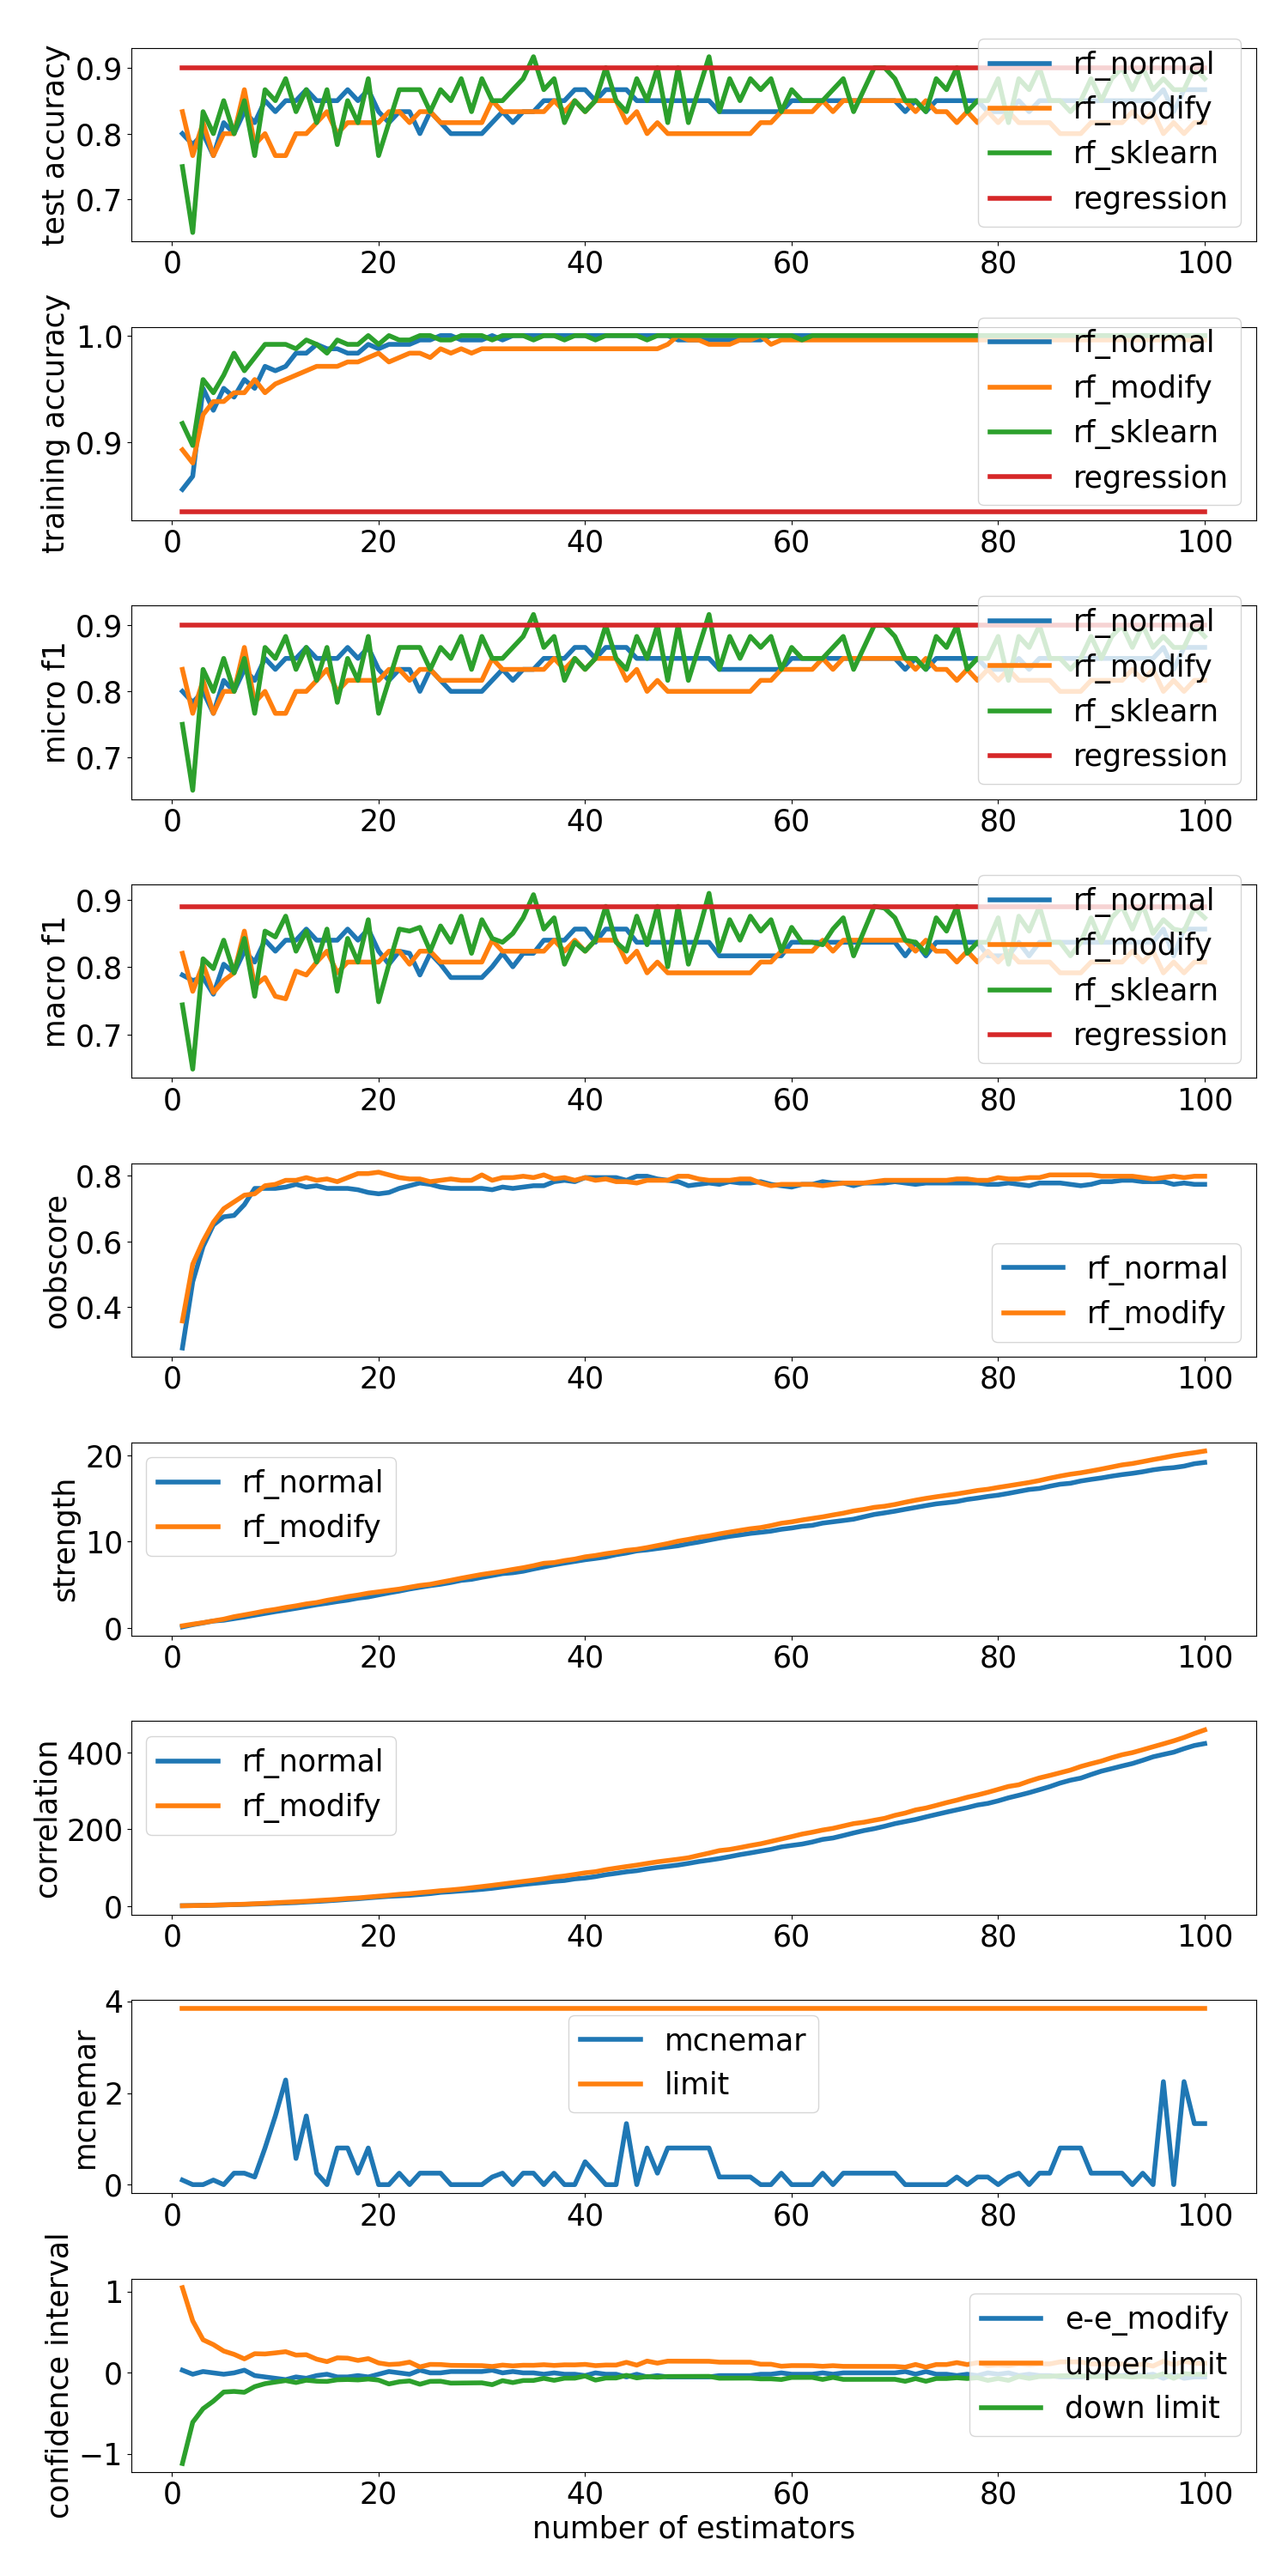 test accuracy
0.9
0.8
0.7
0 20 40 60 80 100
rf_normal
rf_modify
rf_sklearn
regression
training accuracy
1.0
0.9
0 20 40 60 80 100
rf_normal
rf_modify
rf_sklearn
regression
micro f1
0.9
0.8
0.7
0 20 40 60 80 100
rf_normal
rf_modify
rf_sklearn
regression
macro f1
0.9
0.8
0.7
0 20 40 60 80 100
rf_normal
rf_modify
rf_sklearn
regression
oobscore
0.8
0.6
0.4
0 20 40 60 80 100
rf_normal
rf_modify
strength
20
10
0
0 20 40 60 80 100
rf_normal
rf_modify
correlation
400
200
0
0 20 40 60 80 100
rf_normal
rf_modify
mcnemar
4
2
0
0 20 40 60 80 100
mcnemar
limit
confidence interval
1
0
−1
0 20 40 60 80 100
e-e_modify
upper limit
down limit
number of estimators